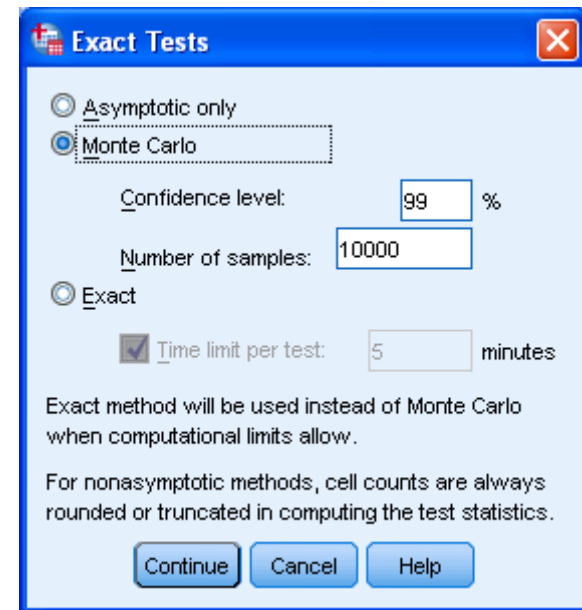 Exact Tests
Asymptotic only
Monte Carlo
Confidence level: 99 %
Number of samples: 10000
Exact
Time limit per test: 5 minutes
Exact method will be used instead of Monte Carlo
when computational limits allow.
For nonasymptotic methods, cell counts are always
rounded or truncated in computing the test statistics.
Continue Cancel Help